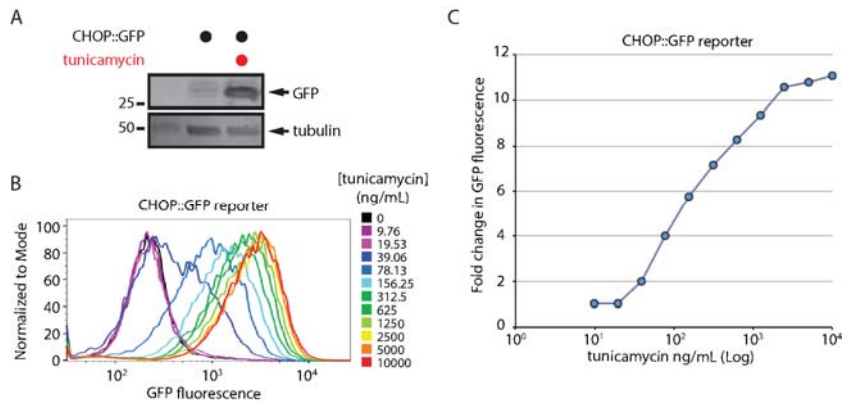 A
CHOP::GFP
tunicamycin
25
GFP
50
tubulin
B
CHOP::GFP reporter
Normalized to Mode
100
80
60
40
20
0
10²
10³
10⁴
GFP fluorescence
[tunicamycin]
(ng/mL)
0
9.76
19.53
39.06
78.13
156.25
312.5
625
1250
2500
5000
10000
C
CHOP::GFP reporter
Fold change in GFP fluorescence
12
10
8
6
4
2
0
10⁰
10¹
10²
10³
10⁴
tunicamycin ng/mL (Log)